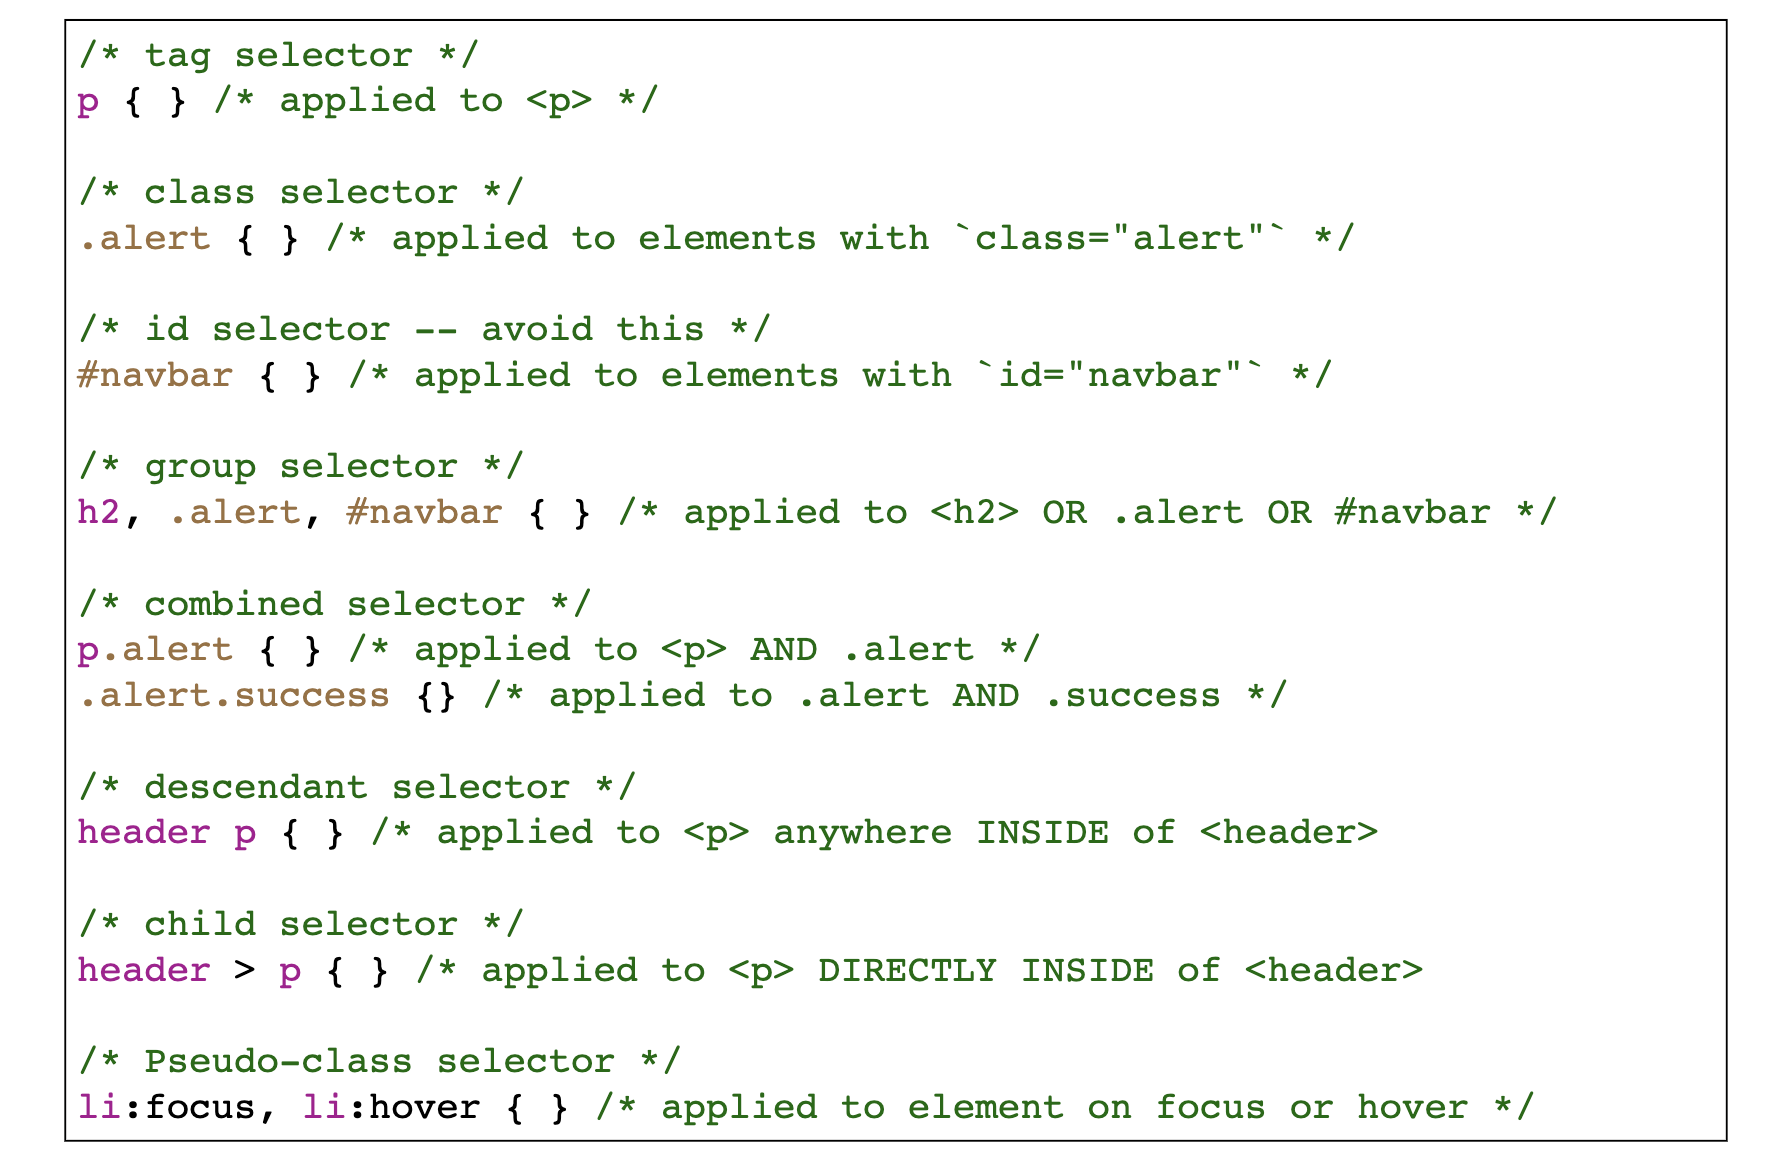 /* tag selector */
p { } /* applied to <p> */
/* class selector */
.alert { } /* applied to elements with `class="alert"` */
/* id selector -- avoid this */
#navbar { } /* applied to elements with `id="navbar"` */
/* group selector */
h2, .alert, #navbar { } /* applied to <h2> OR .alert OR #navbar */
/* combined selector */
p.alert { } /* applied to <p> AND .alert */
.alert.success {} /* applied to .alert AND .success */
/* descendant selector */
header p { } /* applied to <p> anywhere INSIDE of <header>
/* child selector */
header > p { } /* applied to <p> DIRECTLY INSIDE of <header>
/* Pseudo-class selector */
li:focus, li:hover { } /* applied to element on focus or hover */